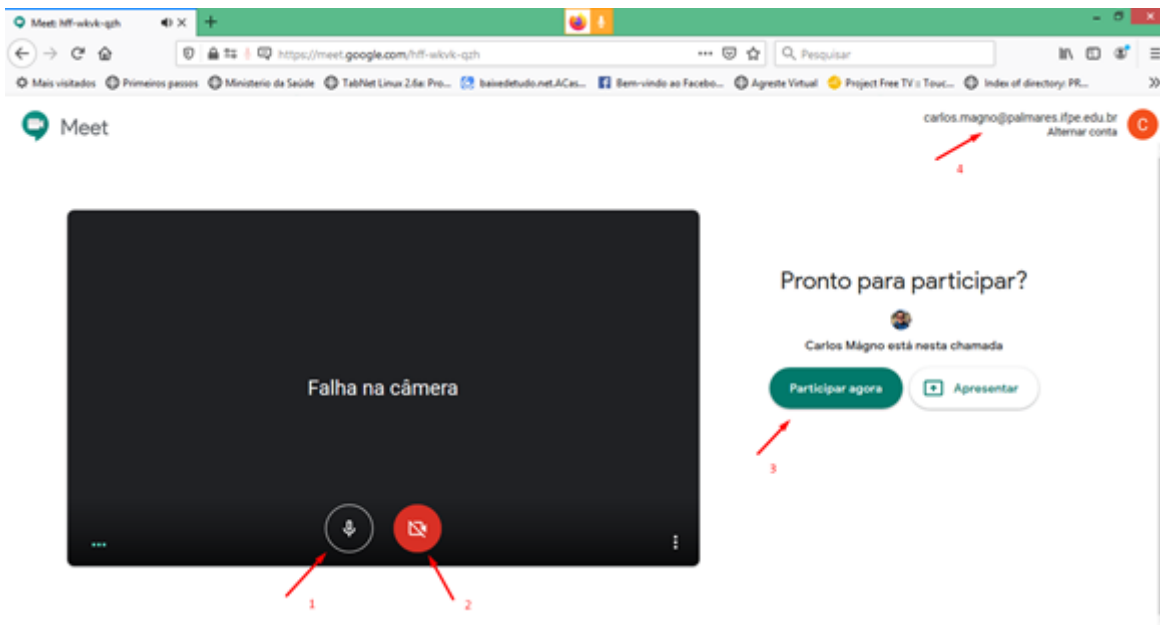 Meet: hff-wkvk-qzh
https://meet.google.com/hff-wkvk-qzh
Pesquisar
Mais visitados Primeiros passos Ministerio da Saúde TabNet Linux 2.6a: Pro... baixedetudo.net.ACas... Bem-vindo ao Facebo... Agreste Virtual Project Free TV :: Touc... Index of directory: PR...
Meet
carlos.magno@palmares.ifpe.edu.br
Alternar conta
C
4
Pronto para participar?
Carlos Mágno está nesta chamada
Falha na câmera
Participar agora
Apresentar
3
1
2